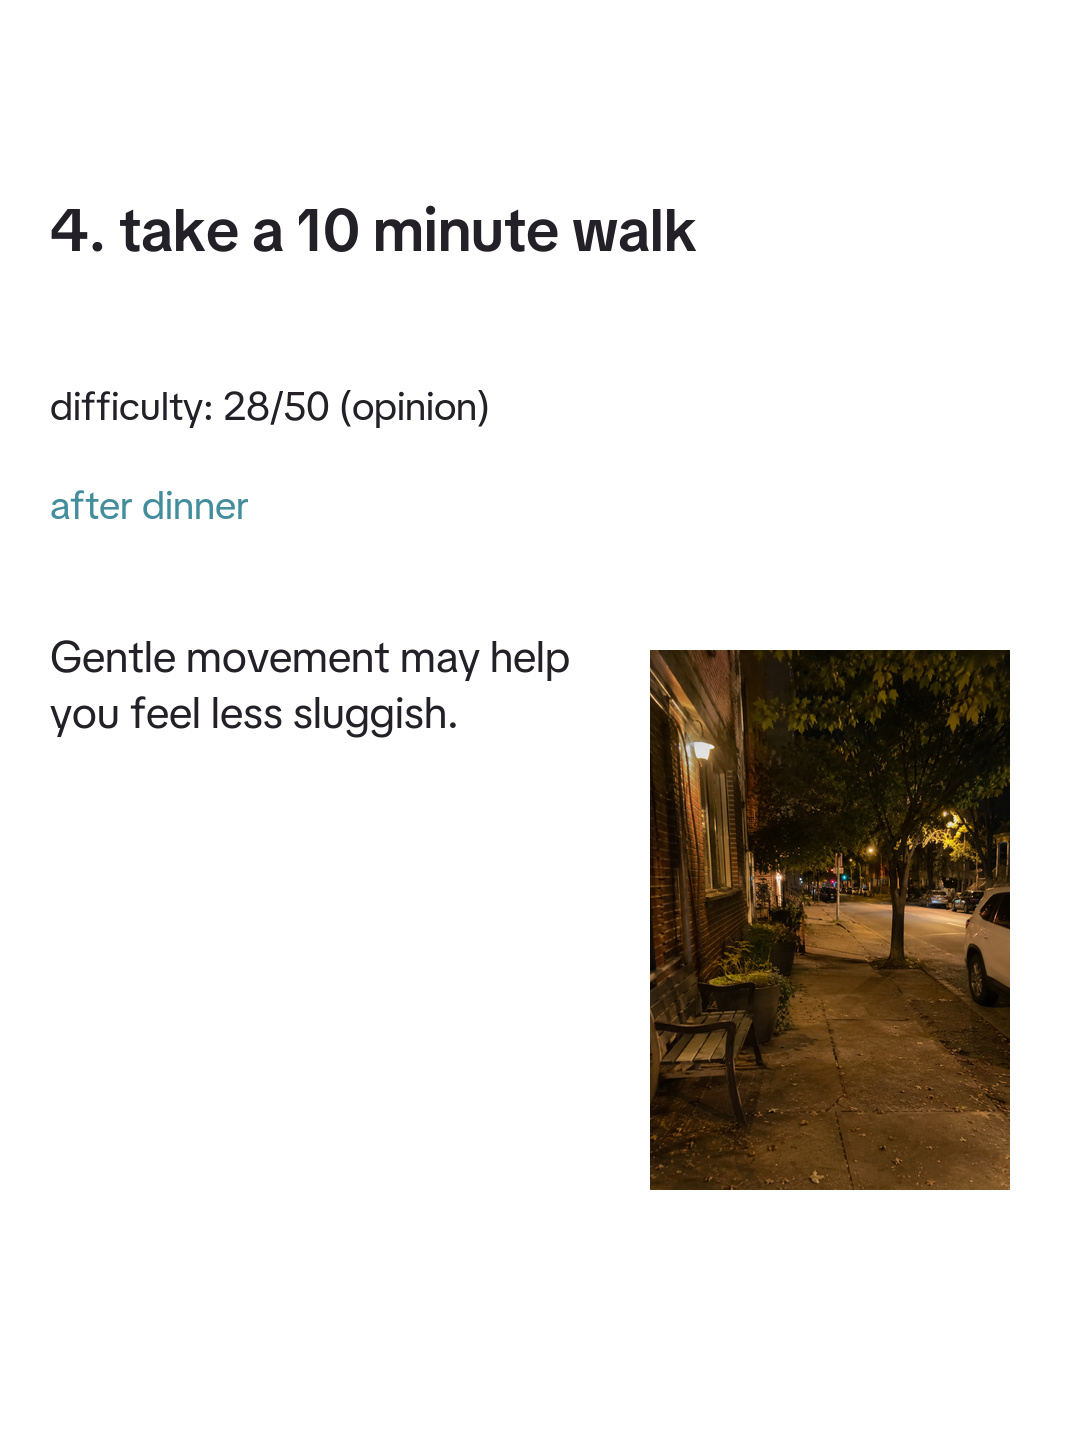 4. take a 10 minute walk
difficulty: 28/50 (opinion)
after dinner
Gentle movement may help
you feel less sluggish.